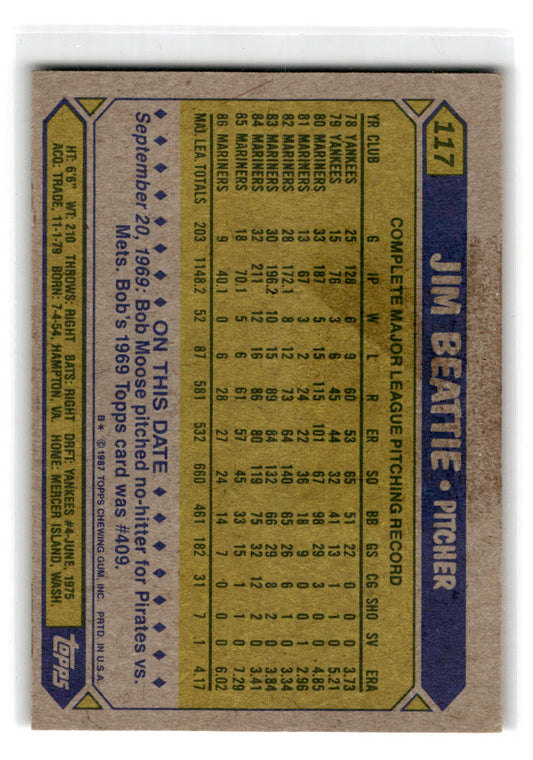 117 JIM BEATTIE • PITCHER
COMPLETE MAJOR LEAGUE PITCHING RECORD
YR CLUB G IP W L R ER SO BB GS CG SHO SV ERA
78 YANKEES 25 128 6 9 60 53 65 51 22 0 0 0 3.73
79 YANKEES 15 76 3 6 45 44 32 41 13 1 1 0 5.21
80 MARINERS 33 187 5 15 115 101 67 98 29 3 0 0 4.85
81 MARINERS 13 67 3 2 24 22 36 18 9 0 0 1 2.96
82 MARINERS 28 172.1 8 12 73 64 140 65 26 6 1 0 3.34
83 MARINERS 30 196.2 10 15 89 84 132 66 29 8 2 0 3.84
84 MARINERS 32 211 12 16 86 80 119 75 32 12 2 0 3.41
85 MARINERS 18 70.1 5 6 61 57 45 33 15 1 1 0 7.29
86 MARINERS 9 40.1 0 6 28 27 24 14 7 0 0 0 6.02
MAJ. LEA. TOTALS 203 1148.2 52 87 581 532 660 461 182 31 7 1 4.17
ON THIS DATE
September 20, 1969: Bob Moose pitched no-hitter for Pirates vs.
Mets. Bob's 1969 Topps card was #409.
B* © 1987 TOPPS CHEWING GUM, INC. PRTD. IN U.S.A.
HT: 6'6" WT: 210 THROWS: RIGHT BATS: RIGHT DRFT: YANKEES #4-JUNE, 1975
ACQ: TRADE, 11-1-79 BORN: 7-4-54, HAMPTON, VA. HOME: MERCER ISLAND, WASH.
TOPPS